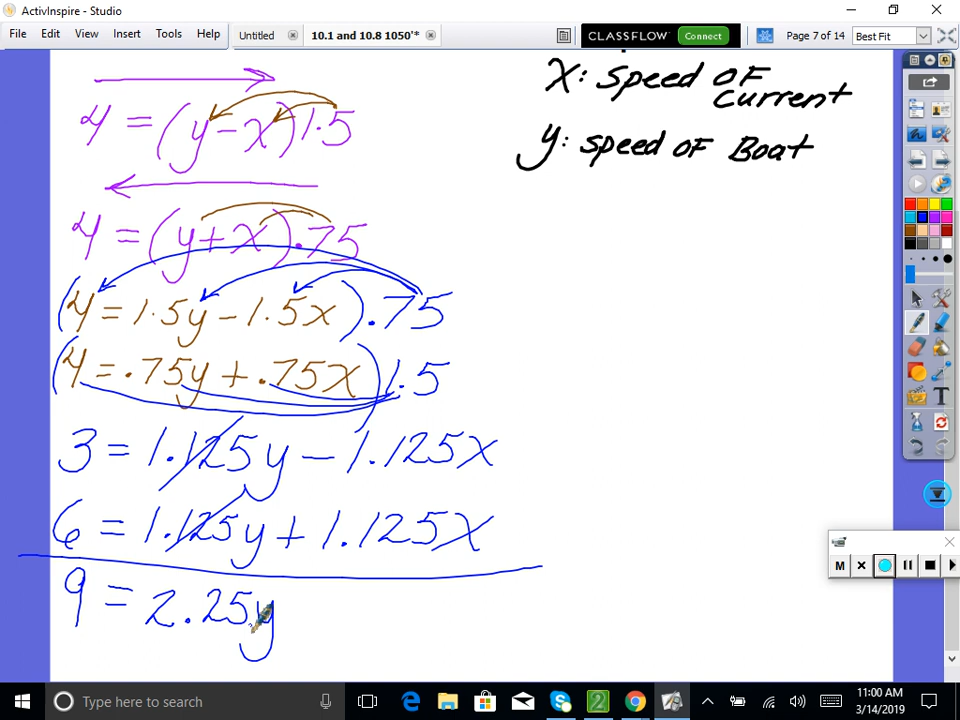 ActivInspire - Studio
File Edit View Insert Tools Help Untitled 10.1 and 10.8 1050'* CLASSFLOW Connect Page 7 of 14 Best Fit
x: Speed OF Current
4 = (y - x) 1.5
y: speed of Boat
4 = (y + x) .75
(4 = 1.5y - 1.5x) .75
(4 = .75y + .75x) 1.5
3 = 1.125y - 1.125x
6 = 1.125y + 1.125x
9 = 2.25y
M
T
Type here to search
11:00 AM
3/14/2019